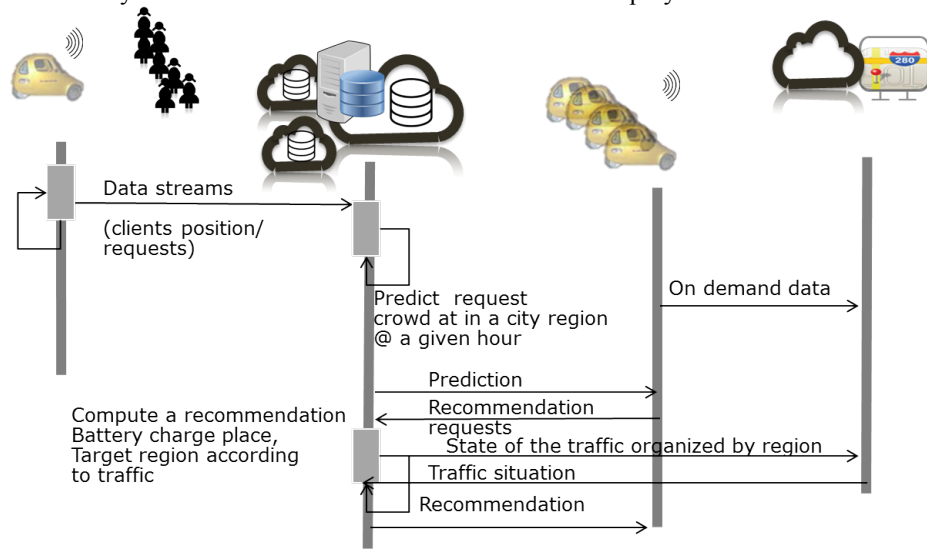 280
Data streams
(clients position/
requests)
Predict request
crowd at in a city region
@ a given hour
On demand data
Prediction
Recommendation
requests
Compute a recommendation
Battery charge place,
Target region according
to traffic
State of the traffic organized by region
Traffic situation
Recommendation